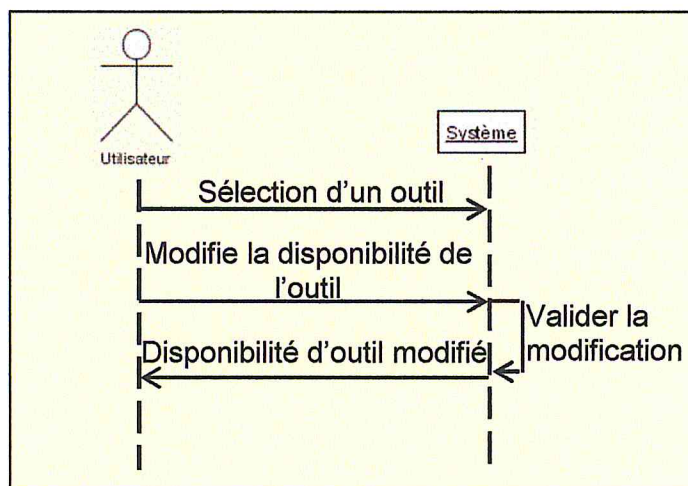 Utilisateur
Système
Sélection d'un outil
Modifie la disponibilité de
l'outil
Valider la
modification
Disponibilité d'outil modifié